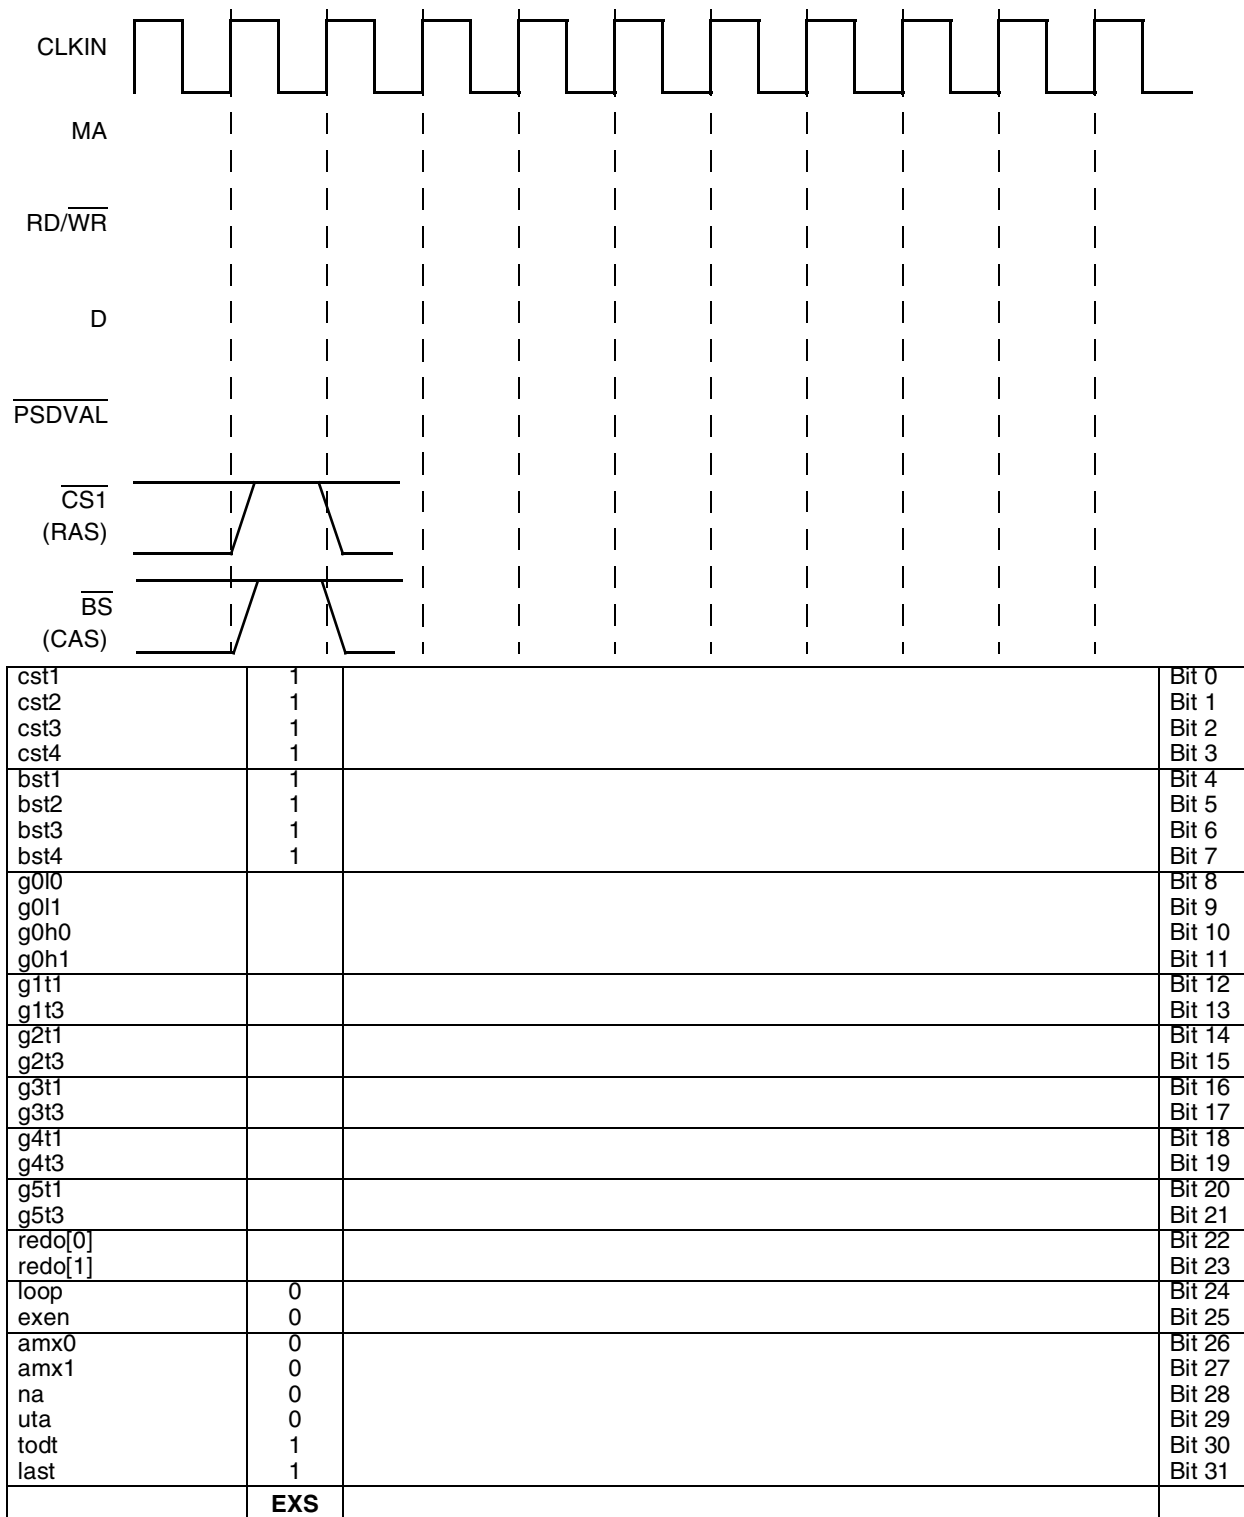 CLKIN
MA
RD/WR
D
PSDVAL
CS1
(RAS)
BS
(CAS)
cst1 1 Bit 0
cst2 1 Bit 1
cst3 1 Bit 2
cst4 1 Bit 3
bst1 1 Bit 4
bst2 1 Bit 5
bst3 1 Bit 6
bst4 1 Bit 7
g0l0 Bit 8
g0l1 Bit 9
g0h0 Bit 10
g0h1 Bit 11
g1t1 Bit 12
g1t3 Bit 13
g2t1 Bit 14
g2t3 Bit 15
g3t1 Bit 16
g3t3 Bit 17
g4t1 Bit 18
g4t3 Bit 19
g5t1 Bit 20
g5t3 Bit 21
redo[0] Bit 22
redo[1] Bit 23
loop 0 Bit 24
exen 0 Bit 25
amx0 0 Bit 26
amx1 0 Bit 27
na 0 Bit 28
uta 0 Bit 29
todt 1 Bit 30
last 1 Bit 31
EXS